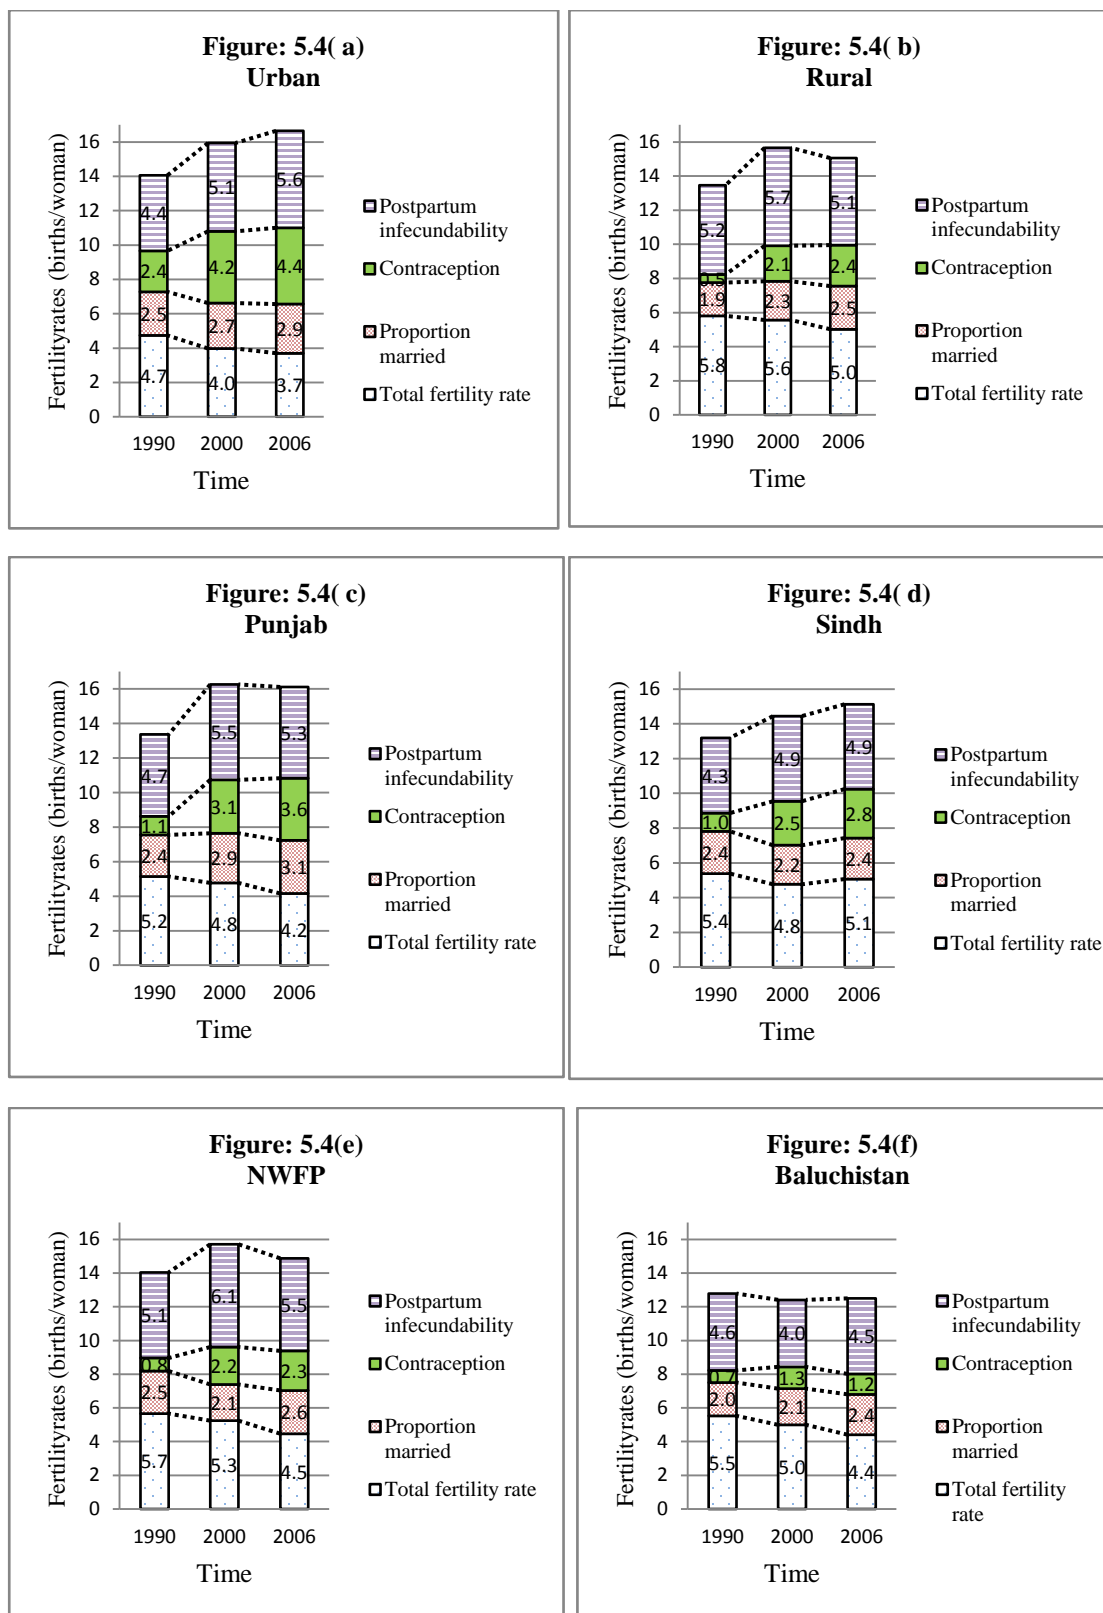 Figure: 5.4( a)
Urban
Fertilityrates (births/woman)
16
14
12
10
8
6
4
2
0
4.4
5.1
5.6
2.4
4.2
4.4
2.5
2.7
2.9
4.7
4.0
3.7
1990
2000
2006
Time
Postpartum
infecundability
Contraception
Proportion
married
Total fertility rate
Figure: 5.4( b)
Rural
Fertilityrates (births/woman)
16
14
12
10
8
6
4
2
0
5.2
5.7
5.1
0.5
2.1
2.4
1.9
2.3
2.5
5.8
5.6
5.0
1990
2000
2006
Time
Postpartum
infecundability
Contraception
Proportion
married
Total fertility rate
Figure: 5.4( c)
Punjab
Fertilityrates (births/woman)
16
14
12
10
8
6
4
2
0
4.7
5.5
5.3
1.1
3.1
3.6
2.4
2.9
3.1
5.2
4.8
4.2
1990
2000
2006
Time
Postpartum
infecundability
Contraception
Proportion
married
Total fertility rate
Figure: 5.4( d)
Sindh
Fertilityrates (births/woman)
16
14
12
10
8
6
4
2
0
4.3
4.9
4.9
1.0
2.5
2.8
2.4
2.2
2.4
5.4
4.8
5.1
1990
2000
2006
Time
Postpartum
infecundability
Contraception
Proportion
married
Total fertility rate
Figure: 5.4(e)
NWFP
Fertilityrates (births/woman)
16
14
12
10
8
6
4
2
0
5.1
6.1
5.5
0.8
2.2
2.3
2.5
2.1
2.6
5.7
5.3
4.5
1990
2000
2006
Time
Postpartum
infecundability
Contraception
Proportion
married
Total fertility rate
Figure: 5.4(f)
Baluchistan
Fertilityrates (births/woman)
16
14
12
10
8
6
4
2
0
4.6
4.0
4.5
0.7
1.3
1.2
2.0
2.1
2.4
5.5
5.0
4.4
1990
2000
2006
Time
Postpartum
infecundability
Contraception
Proportion
married
Total fertility
rate